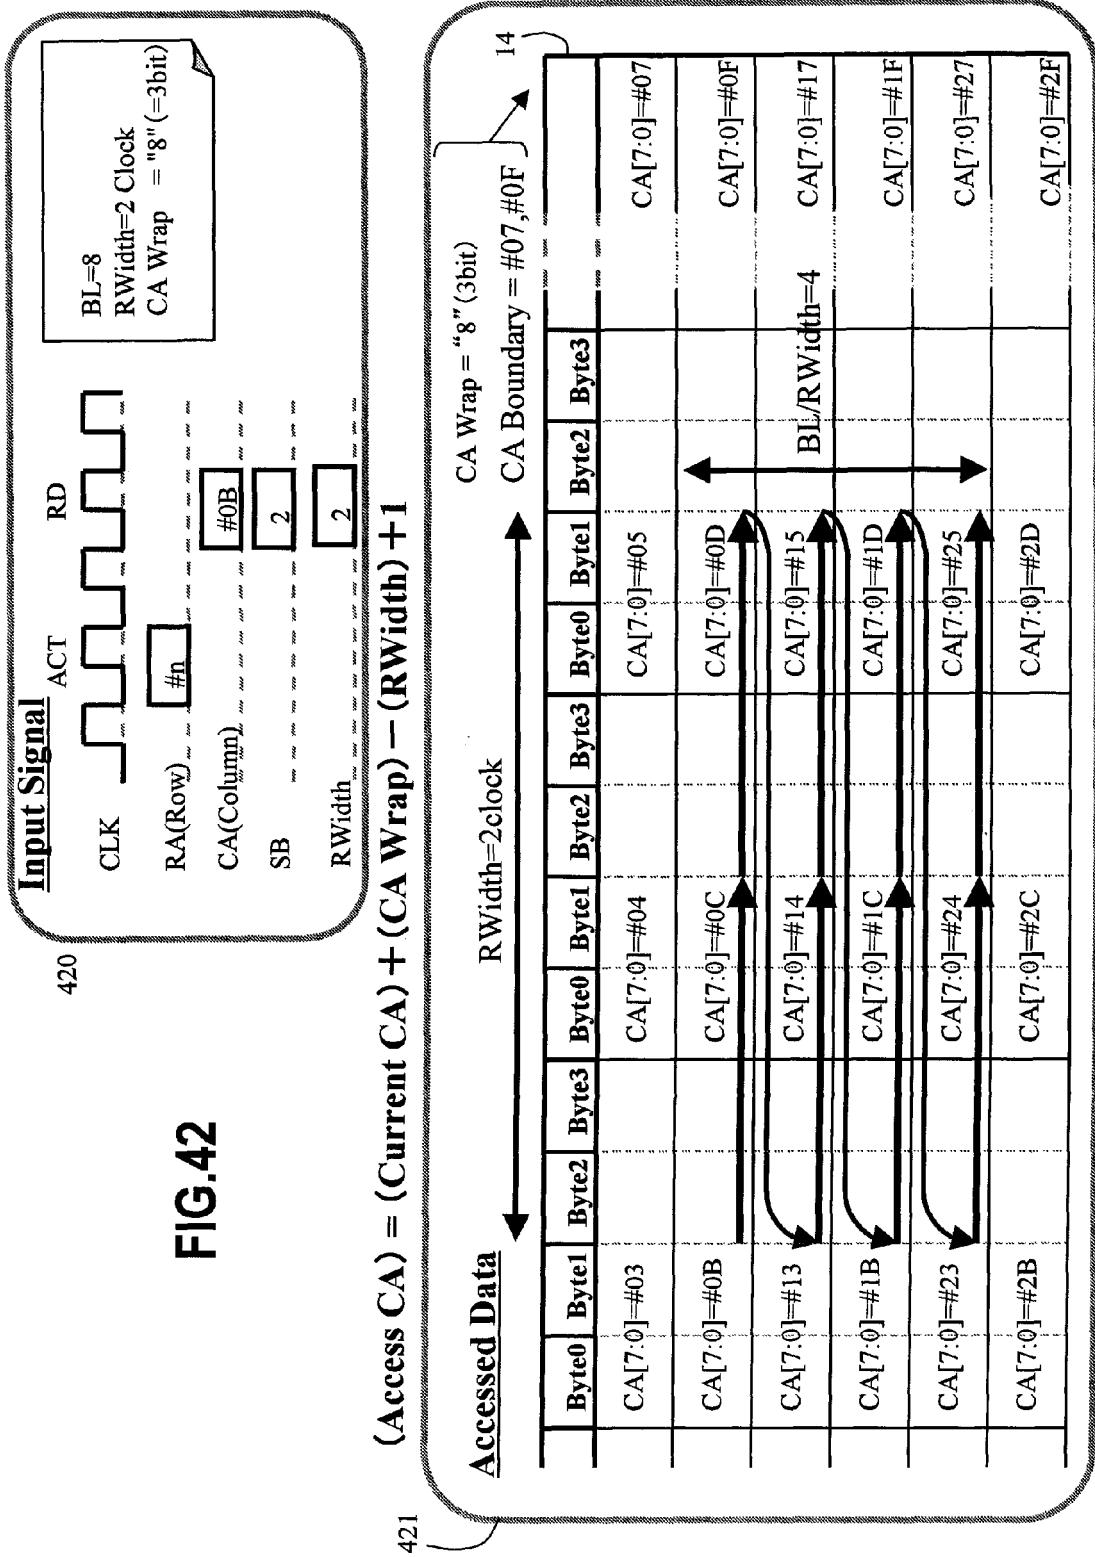 FIG.42
420
Input Signal
ACT
RD
CLK
RA(Row)
#n
CA(Column)
#0B
SB
2
RWidth
2
BL=8
RWidth=2 Clock
CA Wrap ="8"(=3bit)
(Access CA) = (Current CA)+(CA Wrap)−(RWidth)+1
421
Accessed Data
RWidth=2clock
CA Wrap = “8” (3bit)
CA Boundary = #07,#0F
14
Byte0 Byte1 Byte2 Byte3 Byte0 Byte1 Byte2 Byte3 Byte0 Byte1 Byte2 Byte3
CA[7:0]=#03 CA[7:0]=#04 CA[7:0]=#05 CA[7:0]=#07
CA[7:0]=#0B CA[7:0]=#0C CA[7:0]=#0D CA[7:0]=#0F
CA[7:0]=#13 CA[7:0]=#14 CA[7:0]=#15 CA[7:0]=#17
BL/RWidth=4
CA[7:0]=#1B CA[7:0]=#1C CA[7:0]=#1D CA[7:0]=#1F
CA[7:0]=#23 CA[7:0]=#24 CA[7:0]=#25 CA[7:0]=#27
CA[7:0]=#2B CA[7:0]=#2C CA[7:0]=#2D CA[7:0]=#2F